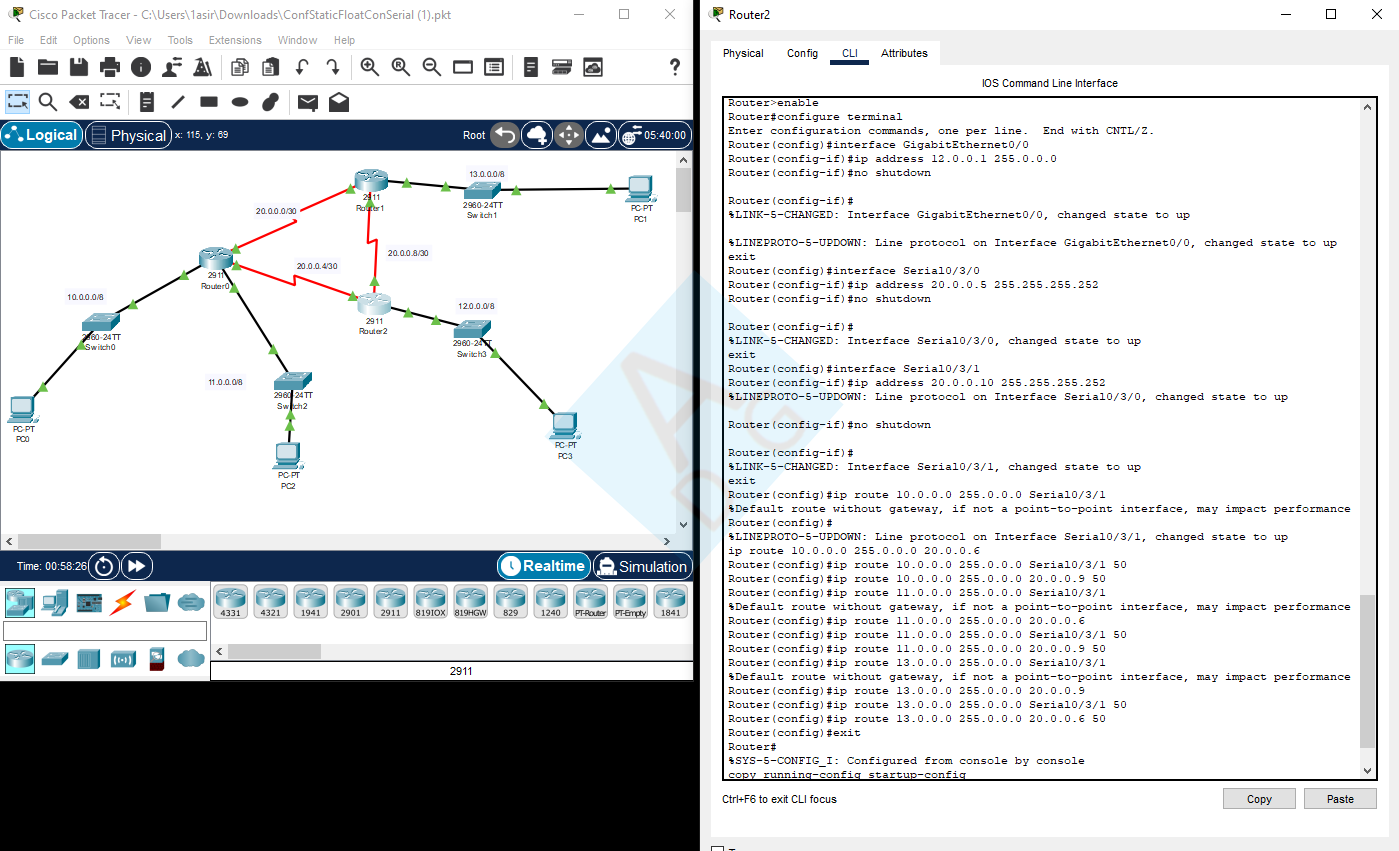 Cisco Packet Tracer - C:\Users\1asir\Downloads\ConfStaticFloatConSerial (1).pkt
File Edit Options View Tools Extensions Window Help
Logical Physical x: 115, y: 69 Root 05:40:00
13.0.0.0/8
2911
Router1
2960-24TT
Switch1
PC-PT
PC1
20.0.0.0/30
20.0.0.8/30
2911
Router0
20.0.0.4/30
10.0.0.0/8
2911
Router2
12.0.0.0/8
2960-24TT
Switch0
2960-24TT
Switch3
11.0.0.0/8
2960-24TT
Switch2
PC-PT
PC0
PC-PT
PC3
PC-PT
PC2
Time: 00:58:26 Realtime Simulation
4331 4321 1941 2901 2911 819IOX 819HGW 829 1240 PT-Router PT-Empty 1841
2911
Router2
Physical Config CLI Attributes
IOS Command Line Interface
Router>enable
Router#configure terminal
Enter configuration commands, one per line. End with CNTL/Z.
Router(config)#interface GigabitEthernet0/0
Router(config-if)#ip address 12.0.0.1 255.0.0.0
Router(config-if)#no shutdown
Router(config-if)#
%LINK-5-CHANGED: Interface GigabitEthernet0/0, changed state to up
%LINEPROTO-5-UPDOWN: Line protocol on Interface GigabitEthernet0/0, changed state to up
exit
Router(config)#interface Serial0/3/0
Router(config-if)#ip address 20.0.0.5 255.255.255.252
Router(config-if)#no shutdown
Router(config-if)#
%LINK-5-CHANGED: Interface Serial0/3/0, changed state to up
exit
Router(config)#interface Serial0/3/1
Router(config-if)#ip address 20.0.0.10 255.255.255.252
%LINEPROTO-5-UPDOWN: Line protocol on Interface Serial0/3/0, changed state to up
Router(config-if)#no shutdown
Router(config-if)#
%LINK-5-CHANGED: Interface Serial0/3/1, changed state to up
exit
Router(config)#ip route 10.0.0.0 255.0.0.0 Serial0/3/1
%Default route without gateway, if not a point-to-point interface, may impact performance
Router(config)#
%LINEPROTO-5-UPDOWN: Line protocol on Interface Serial0/3/1, changed state to up
ip route 10.0.0.0 255.0.0.0 20.0.0.6
Router(config)#ip route 10.0.0.0 255.0.0.0 Serial0/3/1 50
Router(config)#ip route 10.0.0.0 255.0.0.0 20.0.0.9 50
Router(config)#ip route 11.0.0.0 255.0.0.0 Serial0/3/1
%Default route without gateway, if not a point-to-point interface, may impact performance
Router(config)#ip route 11.0.0.0 255.0.0.0 20.0.0.6
Router(config)#ip route 11.0.0.0 255.0.0.0 Serial0/3/1 50
Router(config)#ip route 11.0.0.0 255.0.0.0 20.0.0.9 50
Router(config)#ip route 13.0.0.0 255.0.0.0 Serial0/3/1
%Default route without gateway, if not a point-to-point interface, may impact performance
Router(config)#ip route 13.0.0.0 255.0.0.0 20.0.0.9
Router(config)#ip route 13.0.0.0 255.0.0.0 Serial0/3/1 50
Router(config)#ip route 13.0.0.0 255.0.0.0 20.0.0.6 50
Router(config)#exit
Router#
%SYS-5-CONFIG_I: Configured from console by console
copy running-config startup-config
Ctrl+F6 to exit CLI focus
Copy Paste
ADG